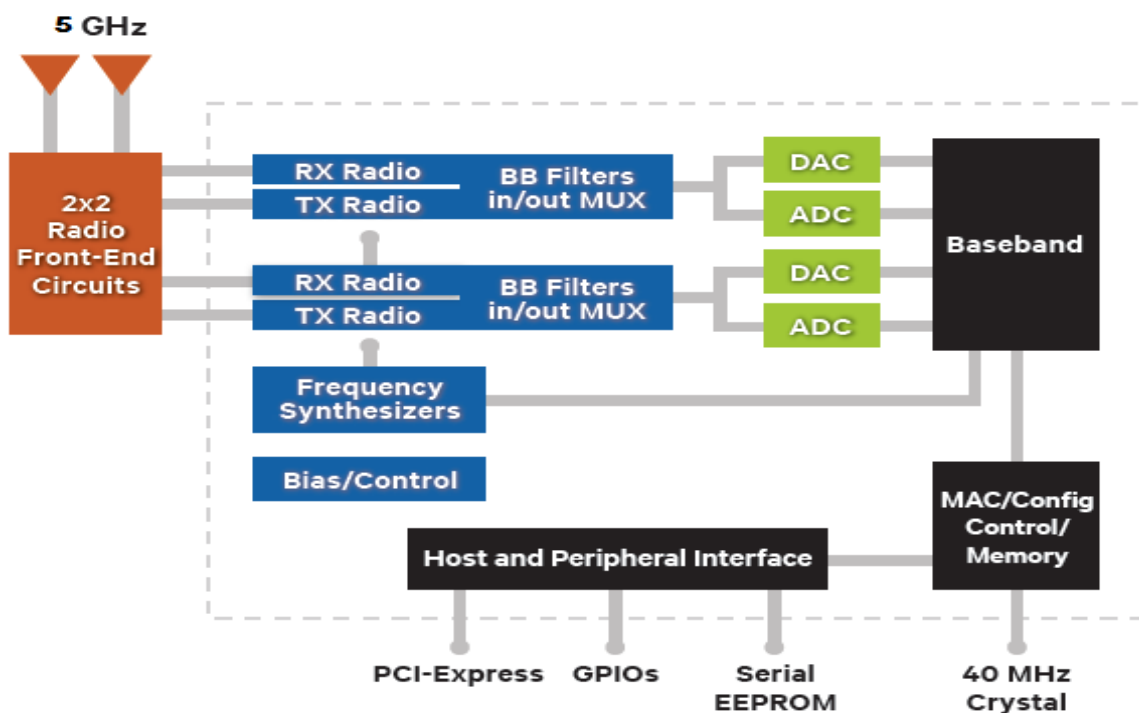 5 GHz
2x2
Radio
Front-End
Circuits
RX Radio
TX Radio
BB Filters
in/out MUX
DAC
ADC
RX Radio
TX Radio
BB Filters
in/out MUX
DAC
ADC
Baseband
Frequency
Synthesizers
Bias/Control
MAC/Config
Control/
Memory
Host and Peripheral Interface
PCI-Express
GPIOs
Serial
EEPROM
40 MHz
Crystal